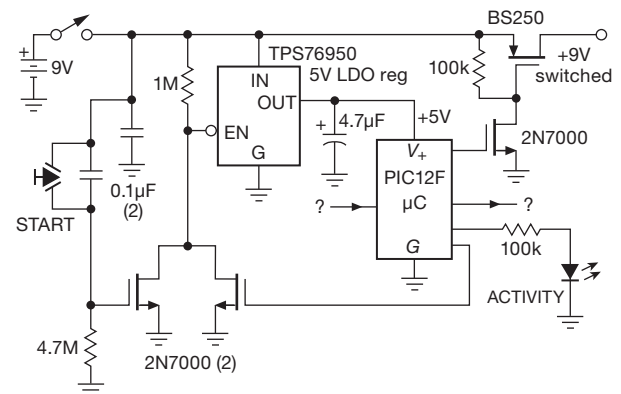 BS250
+9V
switched
TPS76950
5V LDO reg
+
9V
1M
IN
OUT
EN
G
100k
+ 4.7µF
+5V
2N7000
V+
PIC12F
µC
G
?
?
START
0.1µF
(2)
100k
ACTIVITY
4.7M
2N7000 (2)